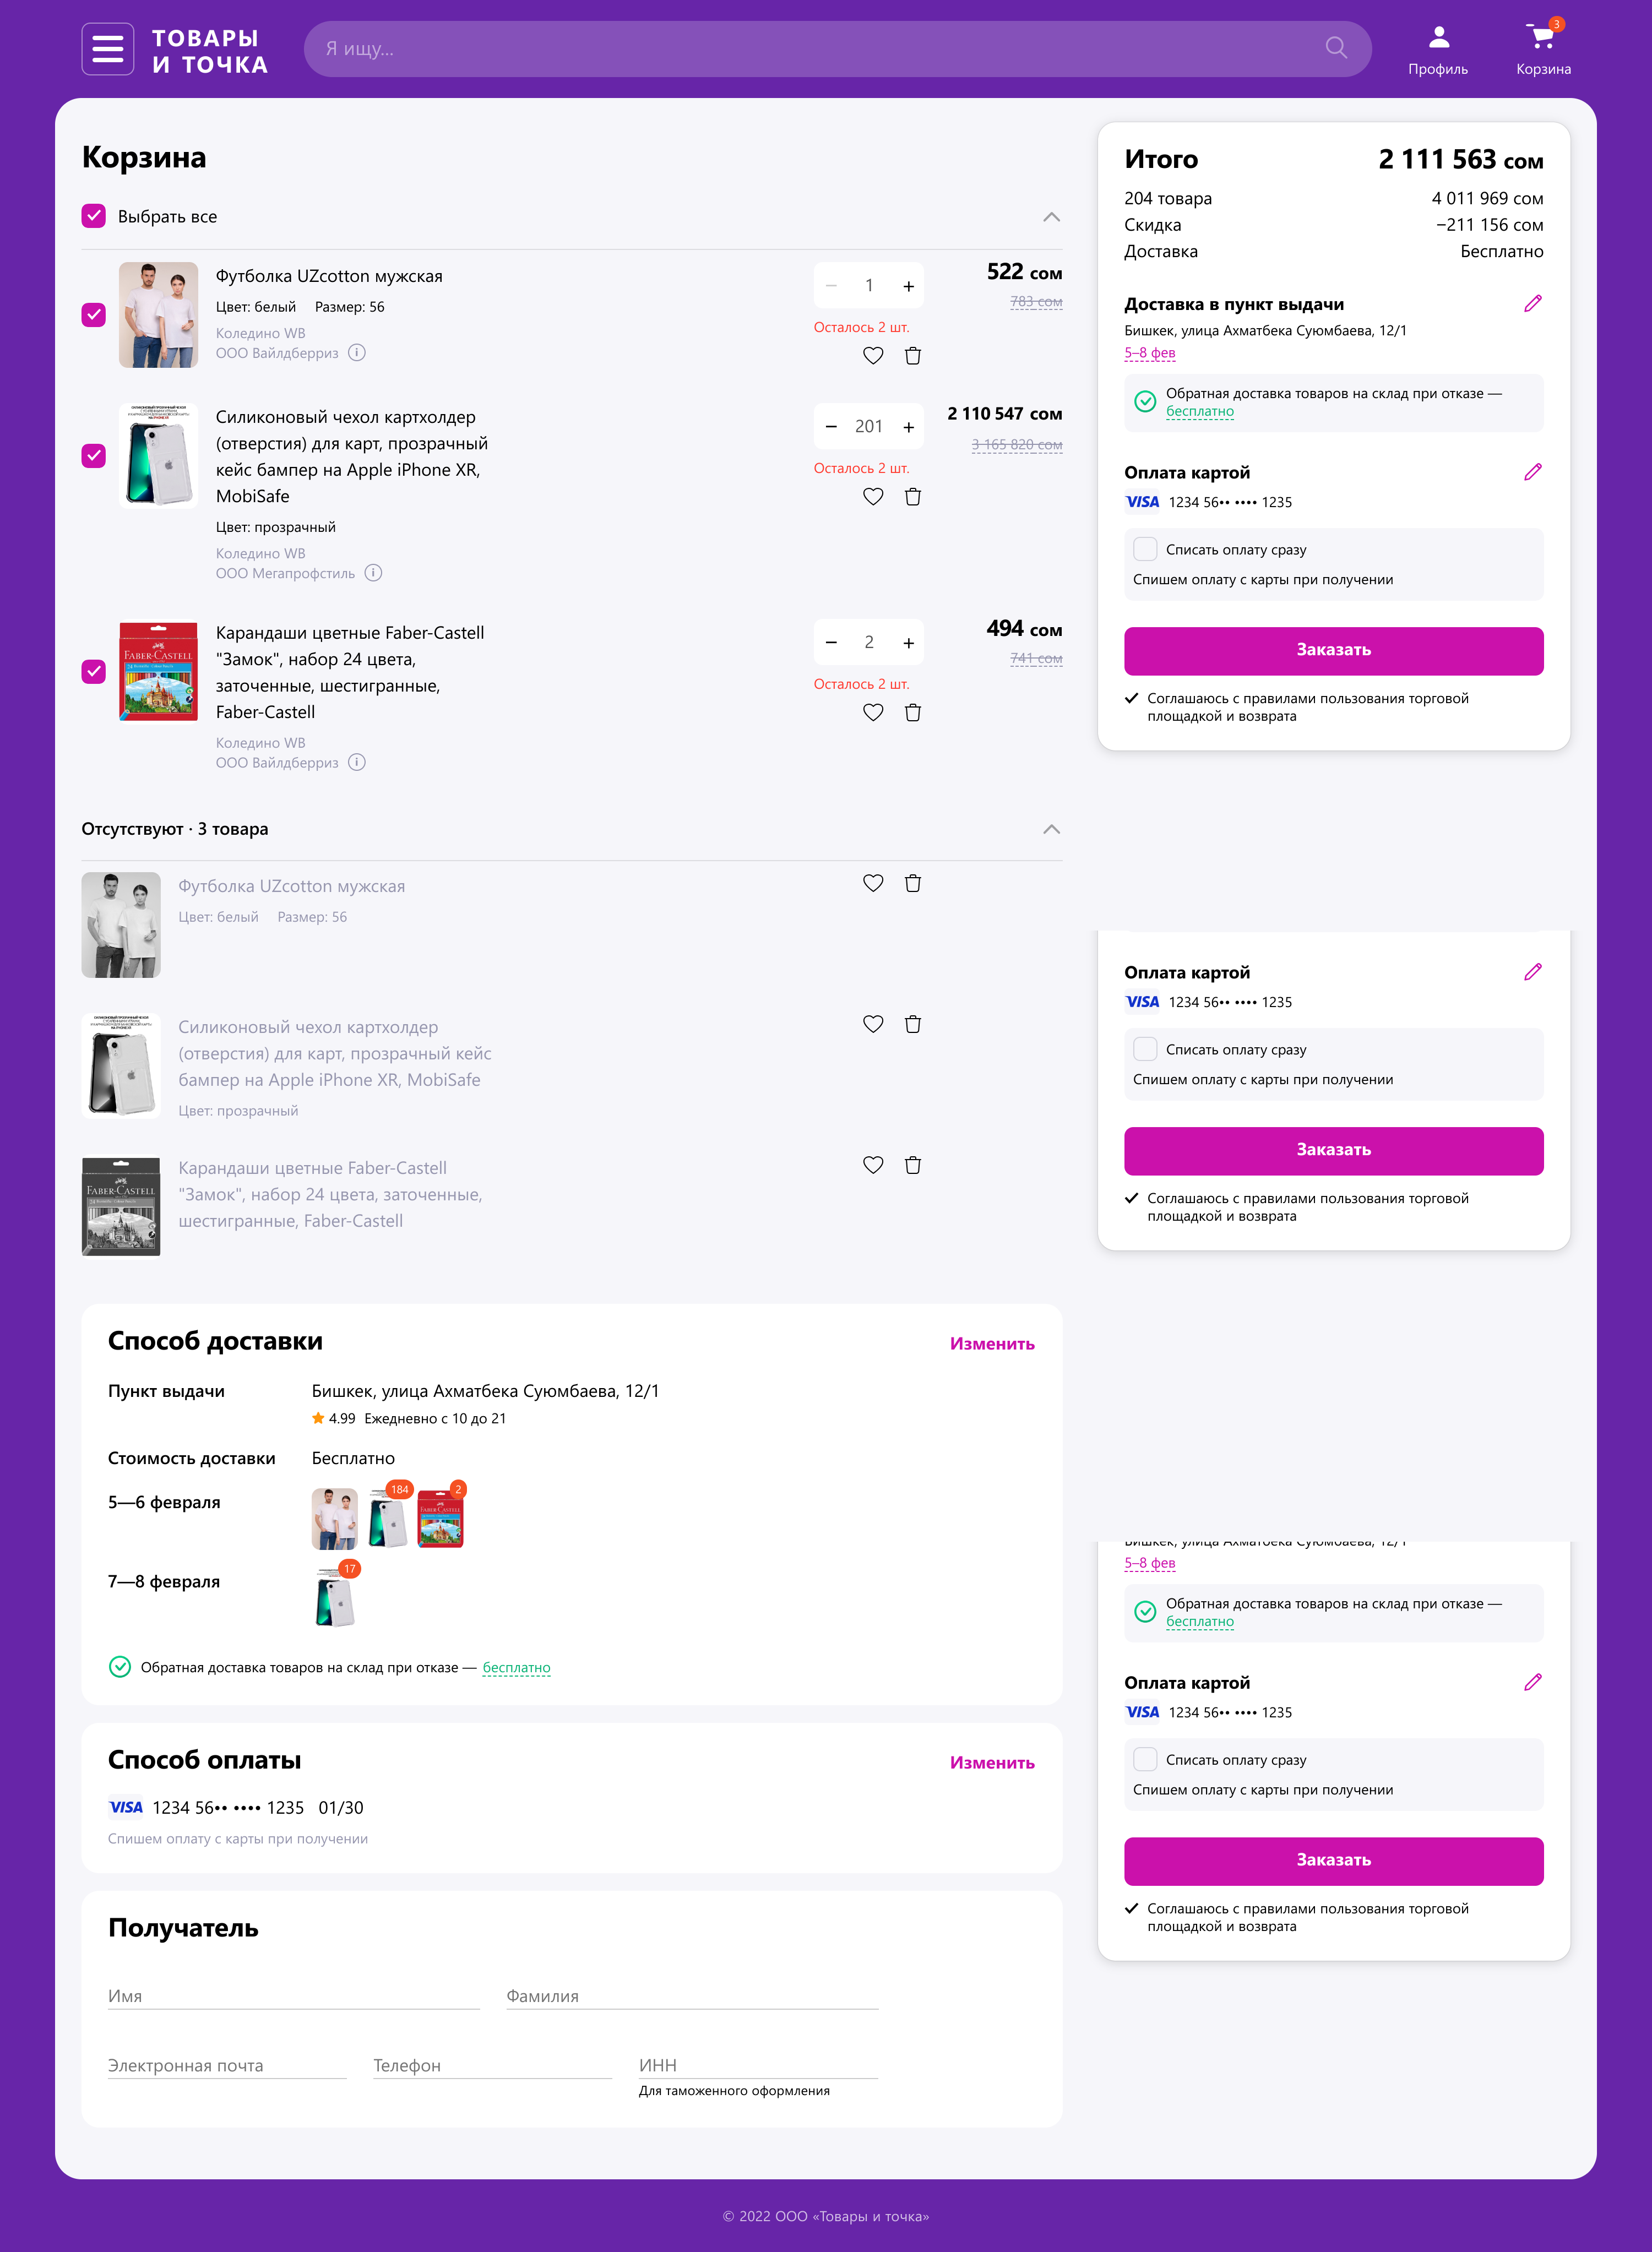 ТОВАРЫ
И ТОЧКА
Я ищу...
Профиль
3
Корзина
Корзина
Выбрать все
Футболка UZcotton мужская
Цвет: белый Размер: 56
Коледино WB
ООО Вайлдберриз
1
Осталось 2 шт.
522 сом
783 сом
Силиконовый чехол картхолдер
(отверстия) для карт, прозрачный
кейс бампер на Apple iPhone XR,
MobiSafe
Цвет: прозрачный
Коледино WB
ООО Мегапрофстиль
201
Осталось 2 шт.
2 110 547 сом
3 165 820 сом
FABER-CASTELL
Карандаши цветные Faber-Castell
"Замок", набор 24 цвета,
заточенные, шестигранные,
Faber-Castell
Коледино WB
ООО Вайлдберриз
2
Осталось 2 шт.
494 сом
741 сом
Отсутствуют · 3 товара
Футболка UZcotton мужская
Цвет: белый Размер: 56
Силиконовый чехол картхолдер
(отверстия) для карт, прозрачный кейс
бампер на Apple iPhone XR, MobiSafe
Цвет: прозрачный
FABER-CASTELL
Карандаши цветные Faber-Castell
"Замок", набор 24 цвета, заточенные,
шестигранные, Faber-Castell
Способ доставки
Изменить
Пункт выдачи
Бишкек, улица Ахматбека Суюмбаева, 12/1
4.99 Ежедневно с 10 до 21
Стоимость доставки
Бесплатно
5—6 февраля
184
2
FABER-CASTELL
7—8 февраля
17
Обратная доставка товаров на склад при отказе — бесплатно
Способ оплаты
Изменить
VISA 1234 56•• •••• 1235 01/30
Спишем оплату с карты при получении
Получатель
Имя
Фамилия
Электронная почта
Телефон
ИНН
Для таможенного оформления
Итого
2 111 563 сом
204 товара
4 011 969 сом
Скидка
−211 156 сом
Доставка
Бесплатно
Доставка в пункт выдачи
Бишкек, улица Ахматбека Суюмбаева, 12/1
5–8 фев
Обратная доставка товаров на склад при отказе —
бесплатно
Оплата картой
VISA 1234 56•• •••• 1235
Списать оплату сразу
Спишем оплату с карты при получении
Заказать
Соглашаюсь с правилами пользования торговой
площадкой и возврата
Оплата картой
VISA 1234 56•• •••• 1235
Списать оплату сразу
Спишем оплату с карты при получении
Заказать
Соглашаюсь с правилами пользования торговой
площадкой и возврата
Бишкек, улица Ахматбека Суюмбаева, 12/1
5–8 фев
Обратная доставка товаров на склад при отказе —
бесплатно
Оплата картой
VISA 1234 56•• •••• 1235
Списать оплату сразу
Спишем оплату с карты при получении
Заказать
Соглашаюсь с правилами пользования торговой
площадкой и возврата
© 2022 ООО «Товары и точка»